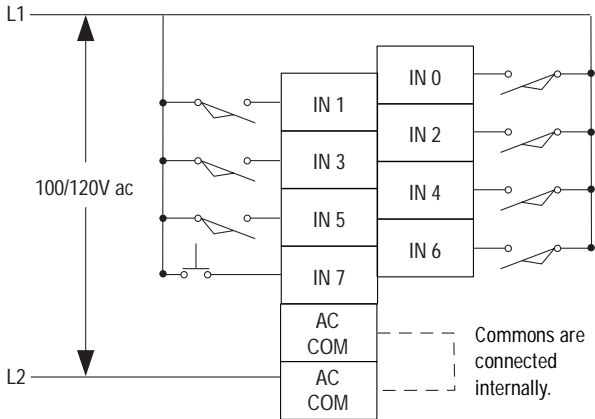 L1
IN 0
IN 1
IN 2
IN 3
100/120V ac
IN 4
IN 5
IN 6
IN 7
AC
COM
Commons are
connected
internally.
L2
AC
COM